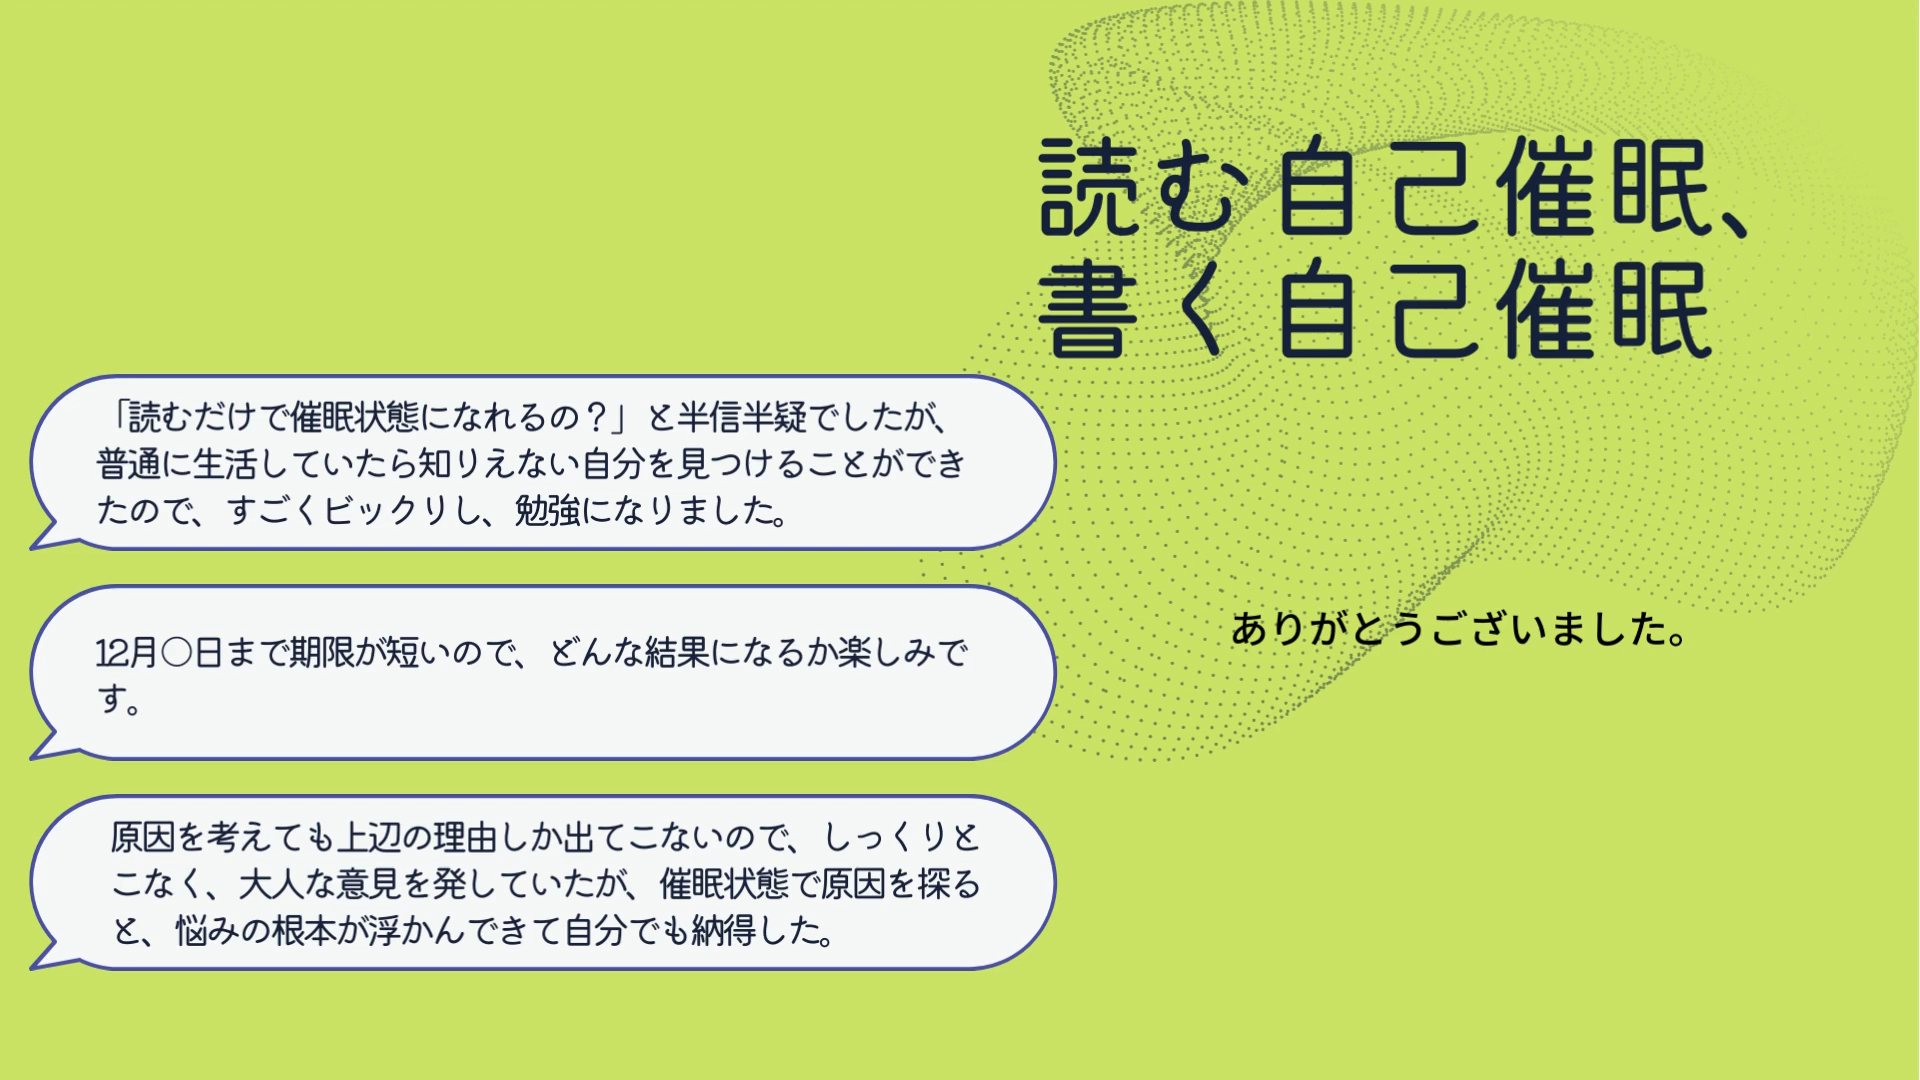 読む自己催眠、
書く自己催眠
「読むだけで催眠状態になれるの？」と半信半疑でしたが、
普通に生活していたら知りえない自分を見つけることができ
たので、すごくビックリし、勉強になりました。
12月〇日まで期限が短いので、どんな結果になるか楽しみで
す。
原因を考えても上辺の理由しか出てこないので、しっくりと
こなく、大人な意見を発していたが、催眠状態で原因を探る
と、悩みの根本が浮かんできて自分でも納得した。
ありがとうございました。